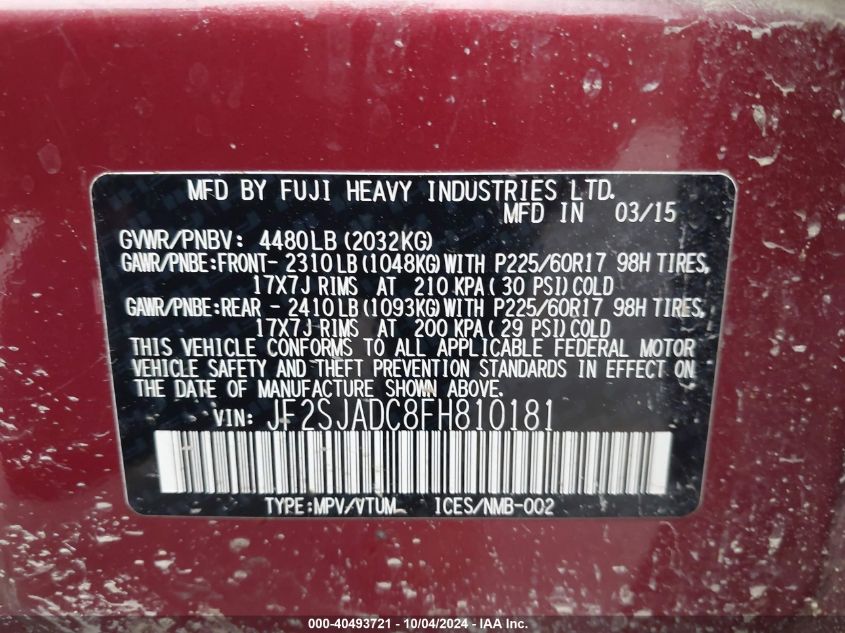 MFD BY FUJI HEAVY INDUSTRIES LTD.
MFD IN 03/15
GVWR/PNBV: 4480LB (2032KG)
GAWR/PNBE:FRONT- 2310LB (1048KG) WITH P225/60R17 98H TIRES,
17X7J RIMS AT 210 KPA ( 30 PSI) COLD
GAWR/PNBE:REAR - 2410LB (1093KG) WITH P225/60R17 98H TIRES,
17X7J RIMS AT 200 KPA ( 29 PSI) COLD
THIS VEHICLE CONFORMS TO ALL APPLICABLE FEDERAL MOTOR
VEHICLE SAFETY AND THEFT PREVENTION STANDARDS IN EFFECT ON
THE DATE OF MANUFACTURE SHOWN ABOVE.
VIN: JF2SJADC8FH810181
TYPE:MPV/VTUM ICES/NMB-002
000-40493721 - 10/04/2024 - IAA Inc.